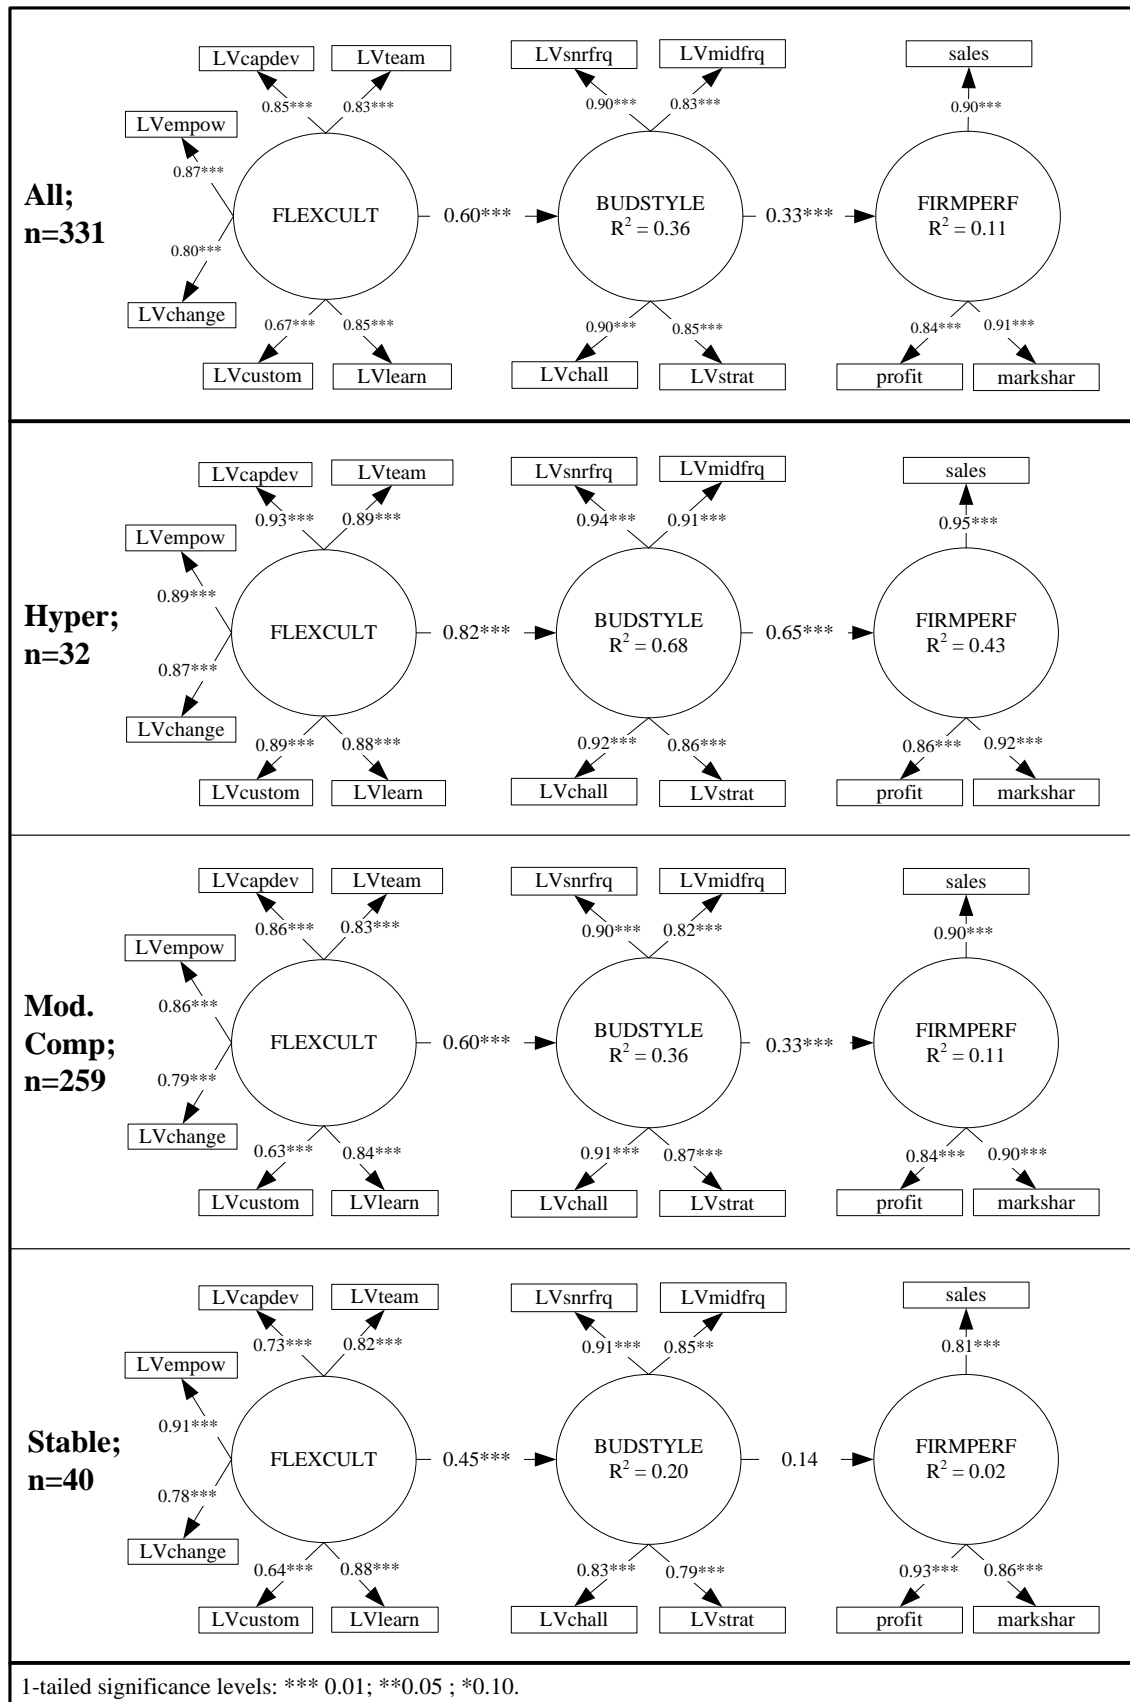 LVcapdev
LVteam
LVsnrfrq
LVmidfrq
sales
0.85***
0.83***
0.90***
0.83***
0.90***
LVempow
0.87***
All;
n=331
FLEXCULT
0.60***
BUDSTYLE
R² = 0.36
0.33***
FIRMPERF
R² = 0.11
0.80***
LVchange
0.67***
0.85***
0.90***
0.85***
0.84***
0.91***
LVcustom
LVlearn
LVchall
LVstrat
profit
markshar
LVcapdev
LVteam
LVsnrfrq
LVmidfrq
sales
0.93***
0.89***
0.94***
0.91***
0.95***
LVempow
0.89***
Hyper;
n=32
FLEXCULT
0.82***
BUDSTYLE
R² = 0.68
0.65***
FIRMPERF
R² = 0.43
0.87***
LVchange
0.89***
0.88***
0.92***
0.86***
0.86***
0.92***
LVcustom
LVlearn
LVchall
LVstrat
profit
markshar
LVcapdev
LVteam
LVsnrfrq
LVmidfrq
sales
0.86***
0.83***
0.90***
0.82***
0.90***
LVempow
0.86***
Mod.
Comp;
n=259
FLEXCULT
0.60***
BUDSTYLE
R² = 0.36
0.33***
FIRMPERF
R² = 0.11
0.79***
LVchange
0.63***
0.84***
0.91***
0.87***
0.84***
0.90***
LVcustom
LVlearn
LVchall
LVstrat
profit
markshar
LVcapdev
LVteam
LVsnrfrq
LVmidfrq
sales
0.73***
0.82***
0.91***
0.85**
0.81***
LVempow
0.91***
Stable;
n=40
FLEXCULT
0.45***
BUDSTYLE
R² = 0.20
0.14
FIRMPERF
R² = 0.02
0.78***
LVchange
0.64***
0.88***
0.83***
0.79***
0.93***
0.86***
LVcustom
LVlearn
LVchall
LVstrat
profit
markshar
1-tailed significance levels: *** 0.01; **0.05 ; *0.10.